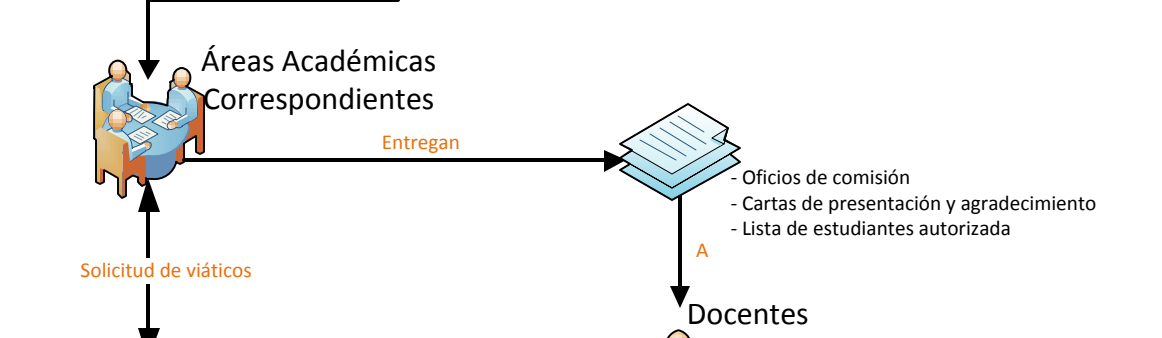 Áreas Académicas
Correspondientes
Entregan
- Oficios de comisión
- Cartas de presentación y agradecimiento
- Lista de estudiantes autorizada
A
Solicitud de viáticos
Docentes